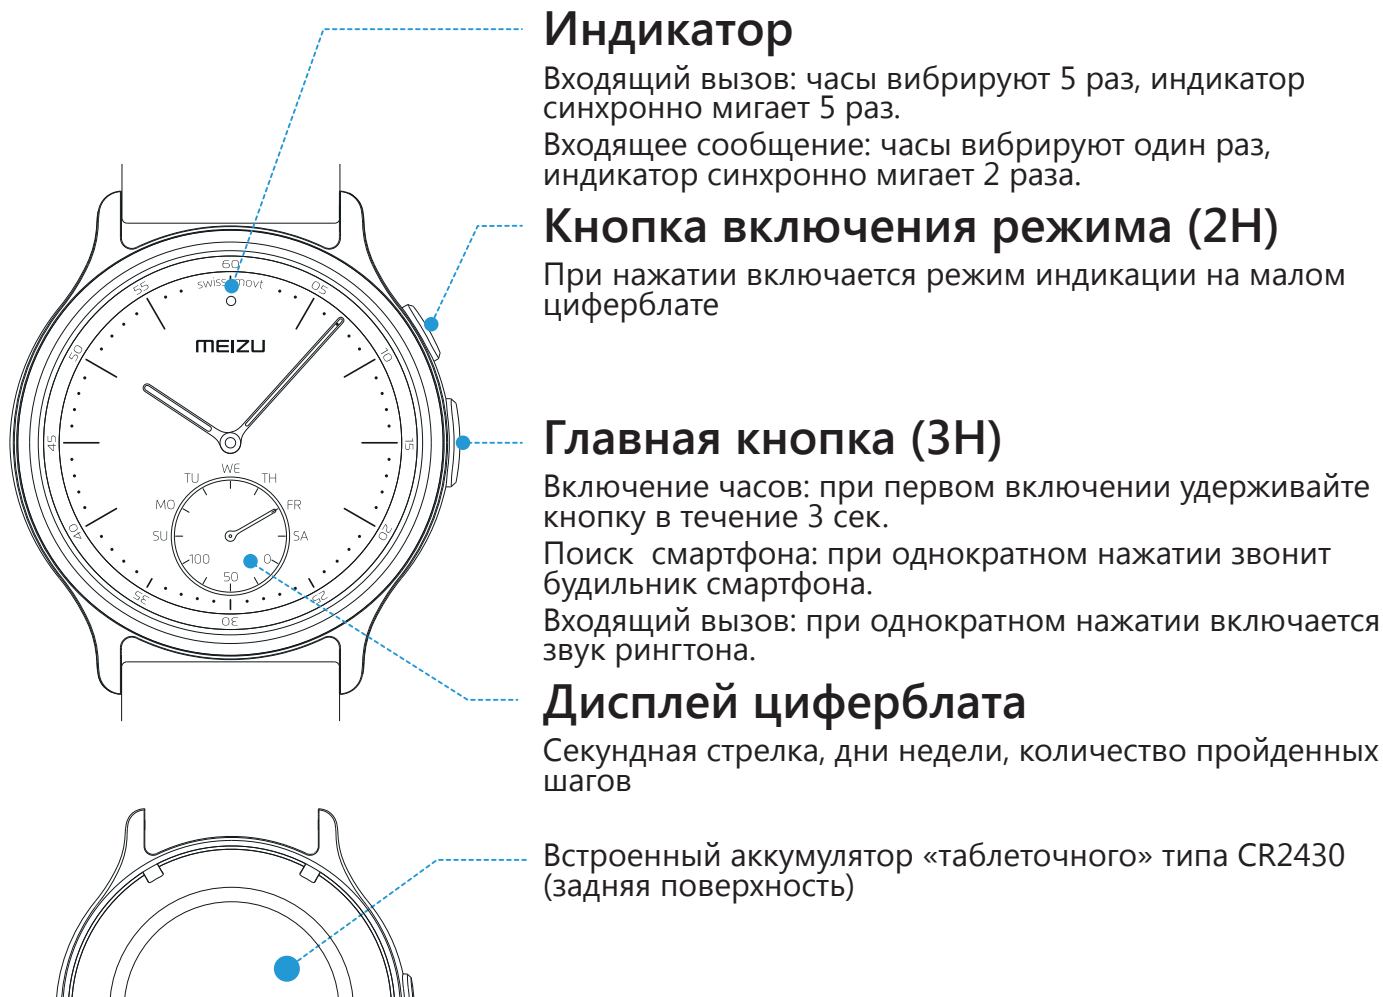 Индикатор
Входящий вызов: часы вибрируют 5 раз, индикатор
синхронно мигает 5 раз.
Входящее сообщение: часы вибрируют один раз,
индикатор синхронно мигает 2 раза.
Кнопка включения режима (2H)
При нажатии включается режим индикации на малом
циферблате
Главная кнопка (3H)
Включение часов: при первом включении удерживайте
кнопку в течение 3 сек.
Поиск  смартфона: при однократном нажатии звонит
будильник смартфона.
Входящий вызов: при однократном нажатии включается
звук рингтона.
Дисплей циферблата
Секундная стрелка, дни недели, количество пройденных
шагов
Встроенный аккумулятор «таблеточного» типа CR2430
(задняя поверхность)
60
05
10
15
20
25
30
35
40
45
50
55
swiss movt
MEIZU
SU
MO
TU
WE
TH
FR
SA
100
50
0